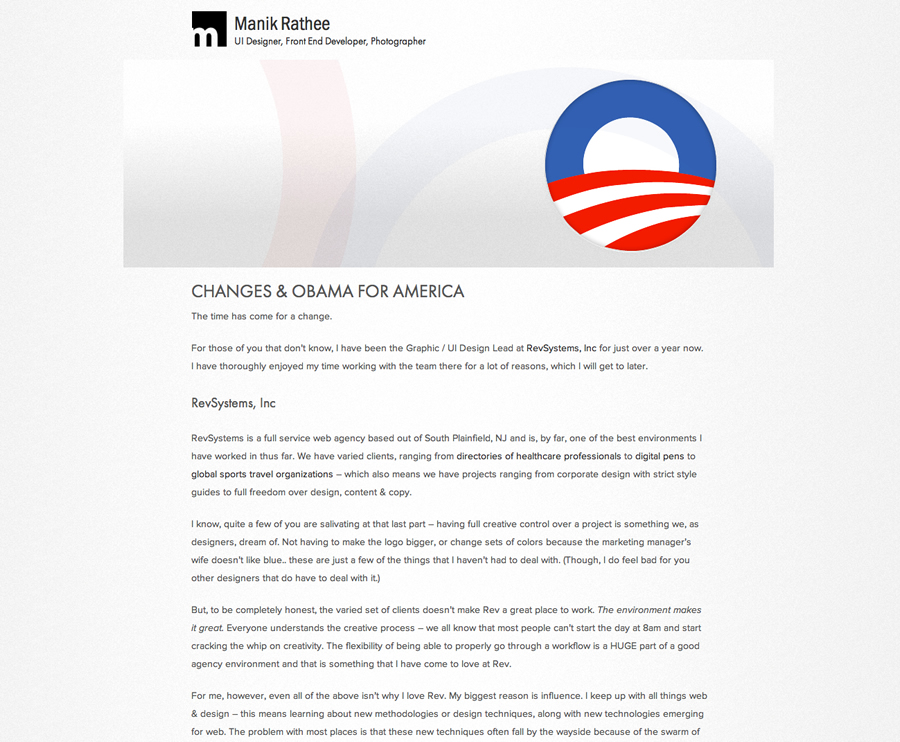 m
Manik Rathee
UI Designer, Front End Developer, Photographer
CHANGES & OBAMA FOR AMERICA
The time has come for a change.
For those of you that don't know, I have been the Graphic / UI Design Lead at RevSystems, Inc for just over a year now.
I have thoroughly enjoyed my time working with the team there for a lot of reasons, which I will get to later.
RevSystems, Inc
RevSystems is a full service web agency based out of South Plainfield, NJ and is, by far, one of the best environments I
have worked in thus far. We have varied clients, ranging from directories of healthcare professionals to digital pens to
global sports travel organizations – which also means we have projects ranging from corporate design with strict style
guides to full freedom over design, content & copy.
I know, quite a few of you are salivating at that last part – having full creative control over a project is something we, as
designers, dream of. Not having to make the logo bigger, or change sets of colors because the marketing manager's
wife doesn't like blue.. these are just a few of the things that I haven't had to deal with. (Though, i do feel bad for you
other designers that do have to deal with it.)
But, to be completely honest, the varied set of clients doesn't make Rev a great place to work. The environment makes
it great. Everyone understands the creative process – we all know that most people can't start the day at 8am and start
cracking the whip on creativity. The flexibility of being able to properly go through a workflow is a HUGE part of a good
agency environment and that is something that I have come to love at Rev.
For me, however, even all of the above isn't why I love Rev. My biggest reason is influence. I keep up with all things web
& design – this means learning about new methodologies or design techniques, along with new technologies emerging
for web. The problem with most places is that these new techniques often fall by the wayside because of the swarm of